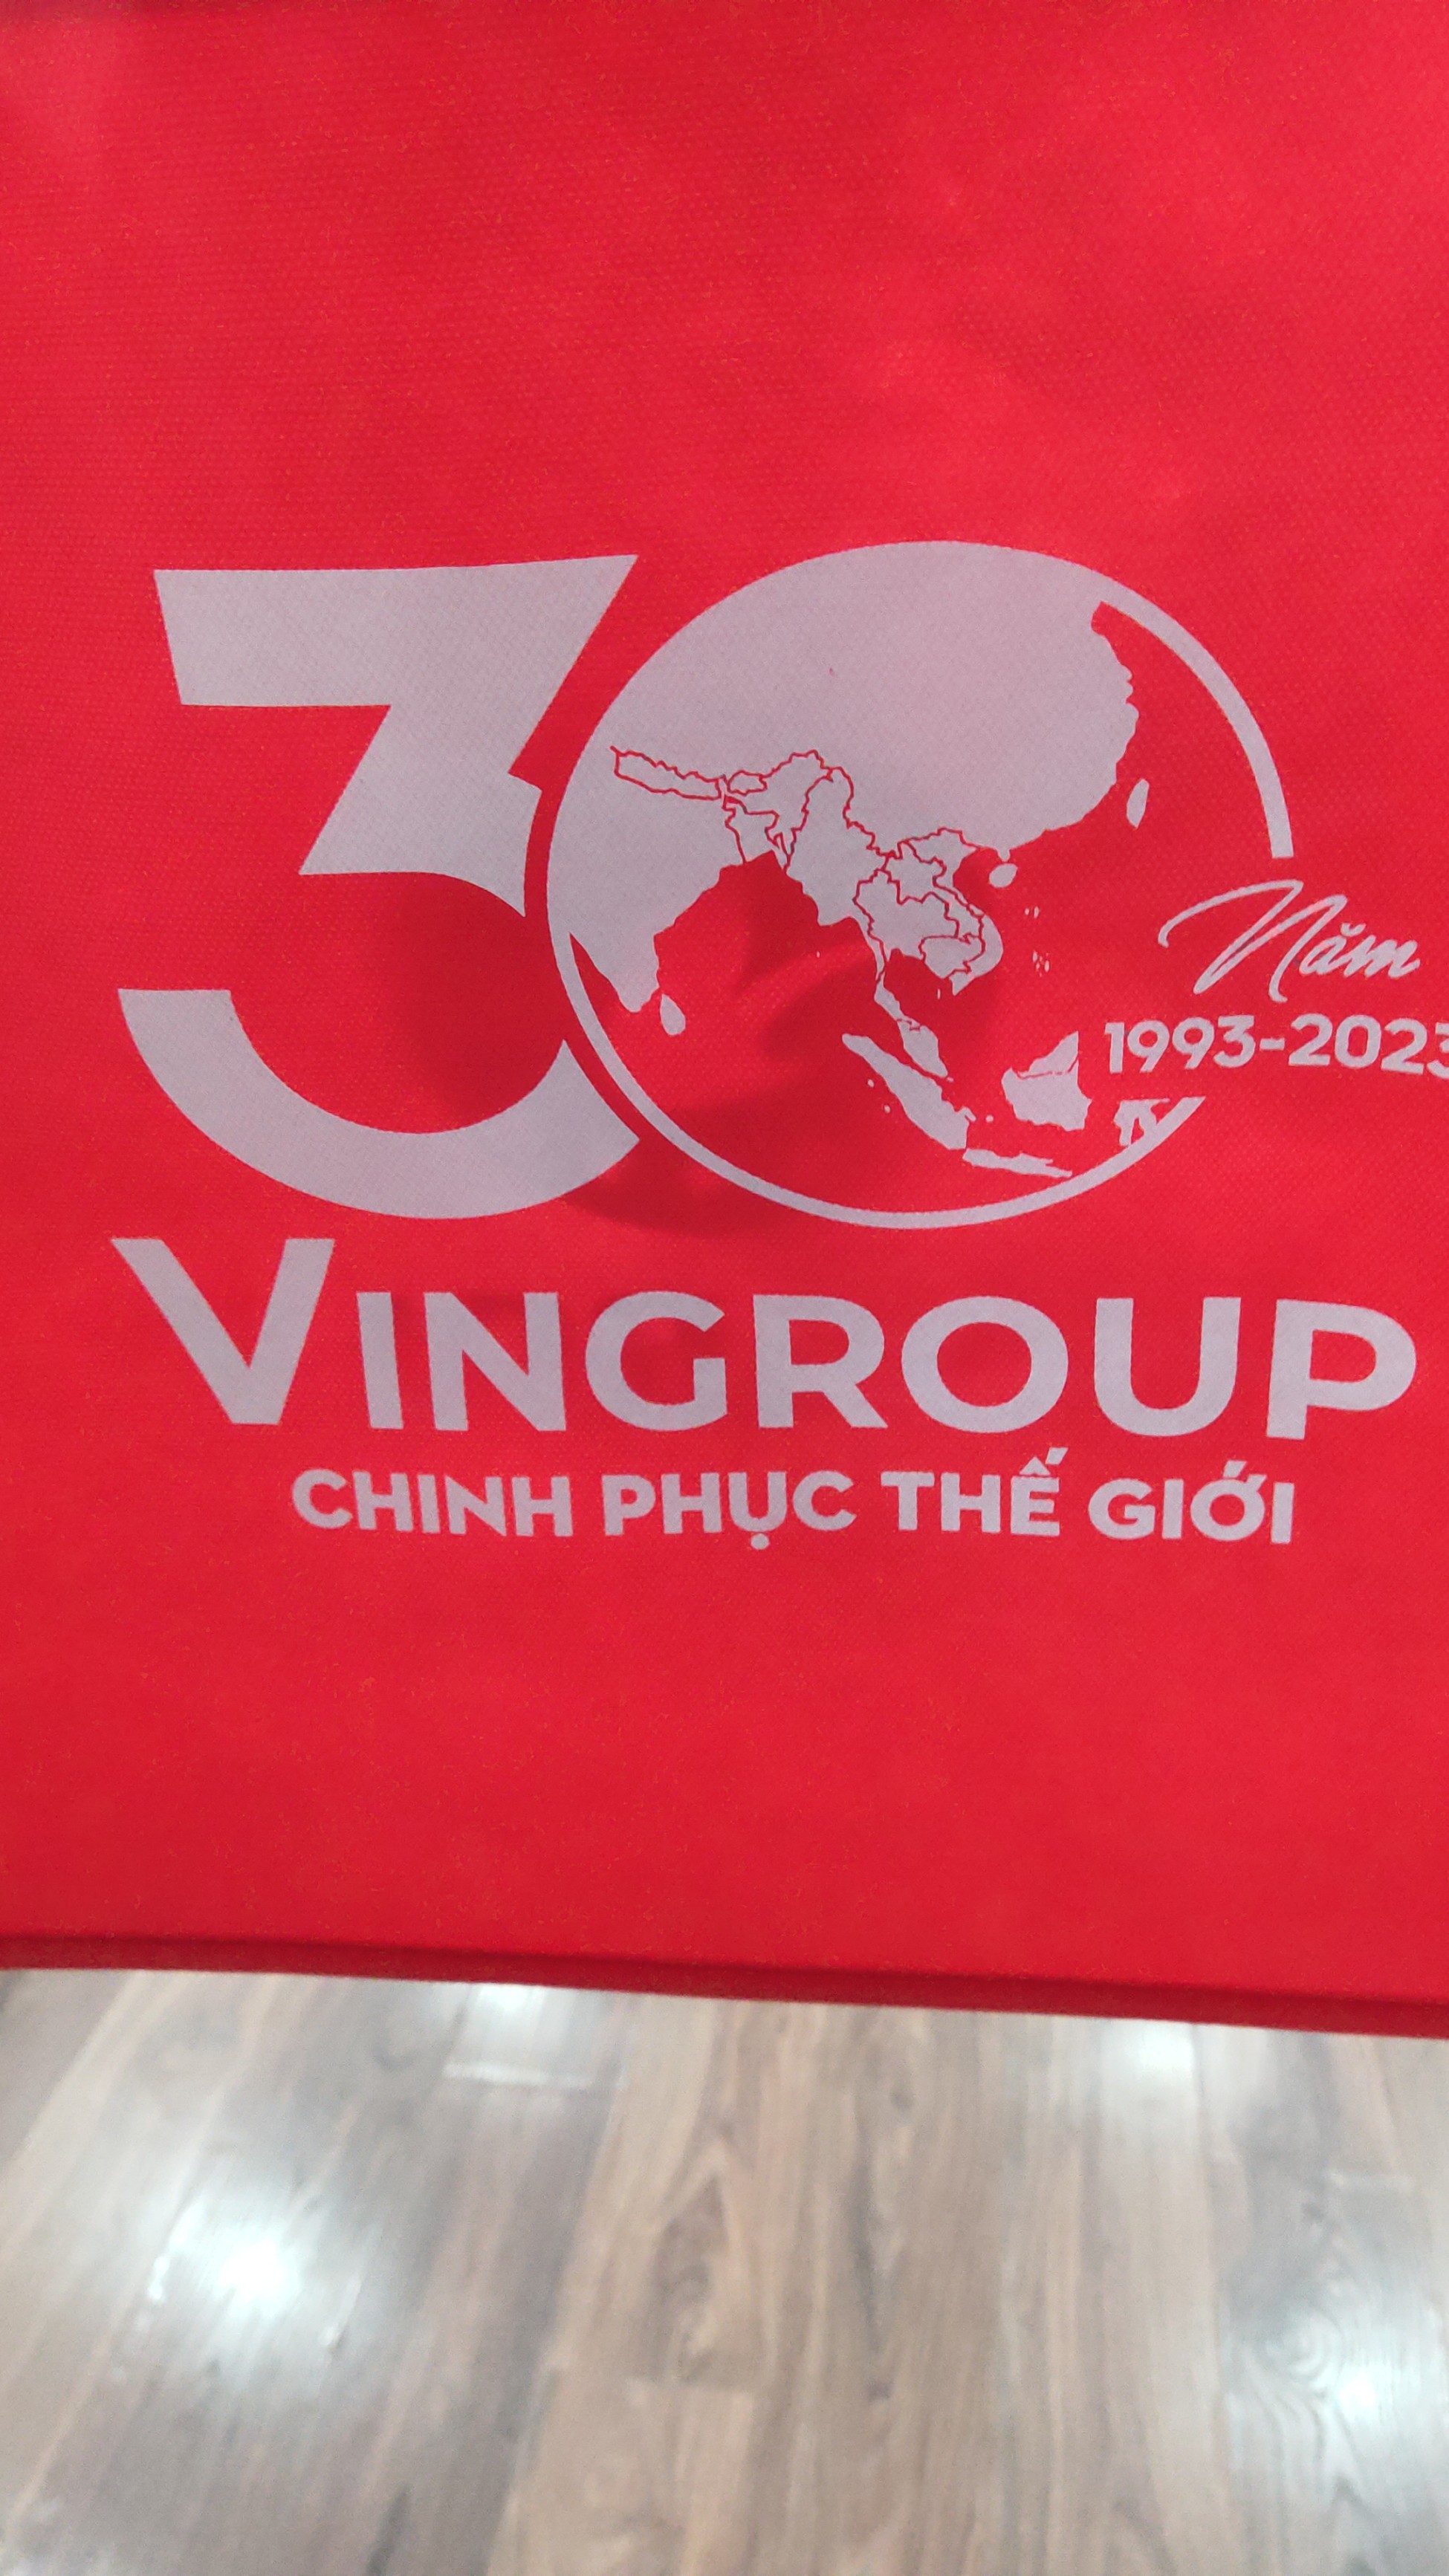 30
Năm
1993-2023
VINGROUP
CHINH PHỤC THẾ GIỚI